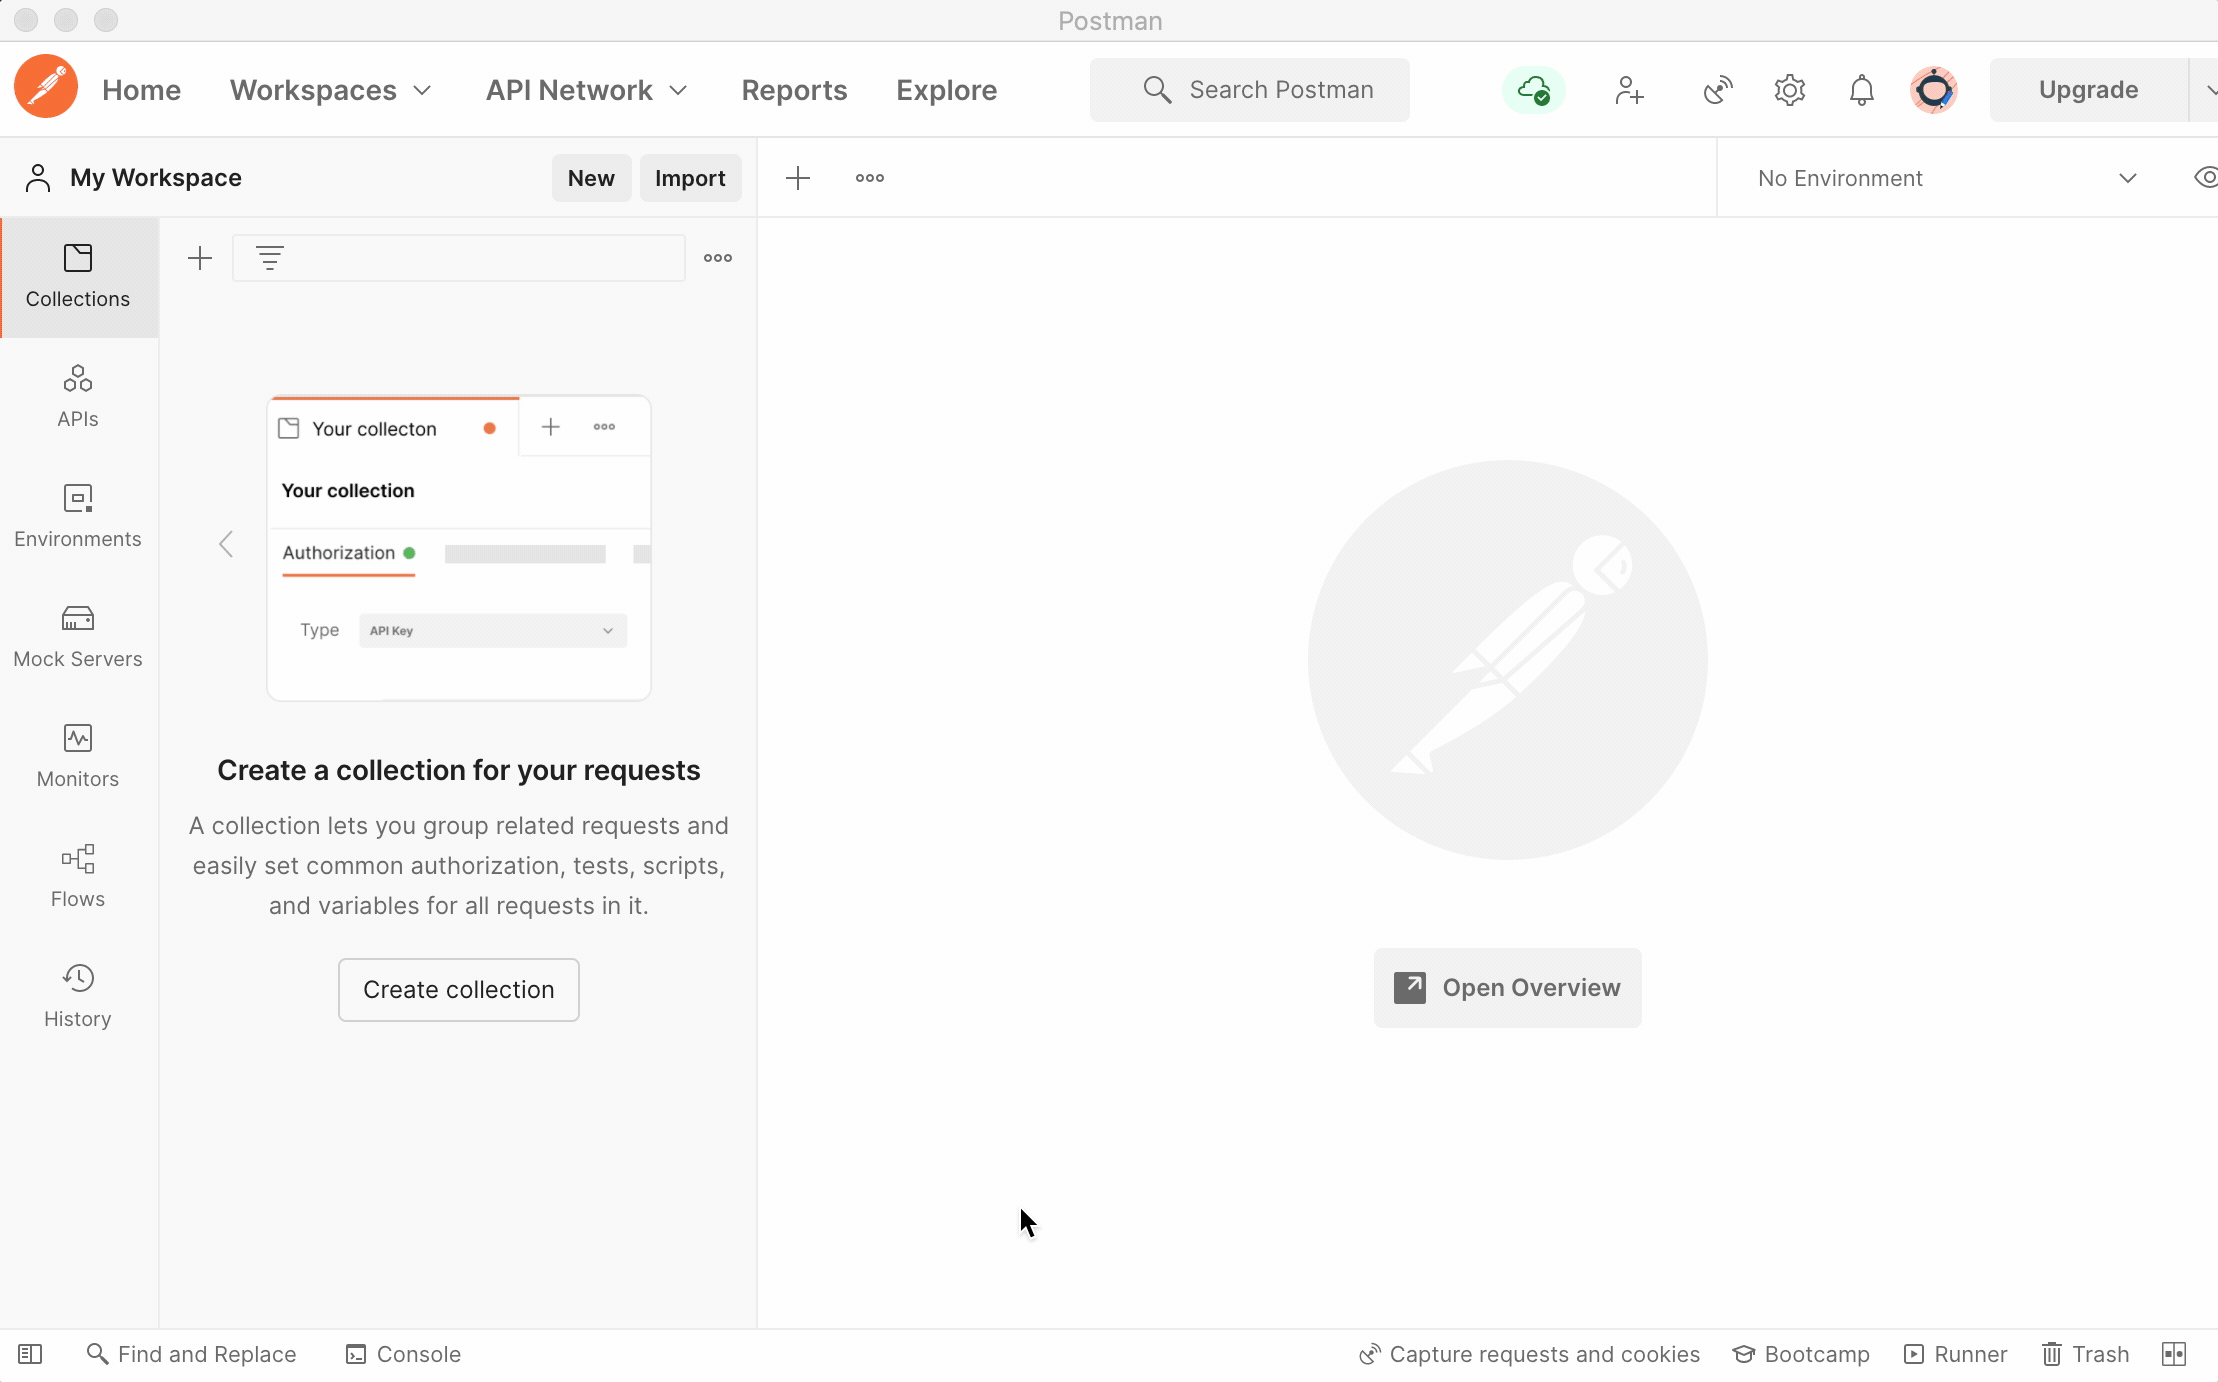 Postman
Home
Workspaces
API Network
Reports
Explore
Search Postman
Upgrade
My Workspace
New
Import
No Environment
Collections
APIs
Environments
Mock Servers
Monitors
Flows
History
Your collecton
Your collection
Authorization
Type
API Key
Create a collection for your requests
A collection lets you group related requests and
easily set common authorization, tests, scripts,
and variables for all requests in it.
Create collection
Open Overview
Find and Replace
Console
Capture requests and cookies
Bootcamp
Runner
Trash